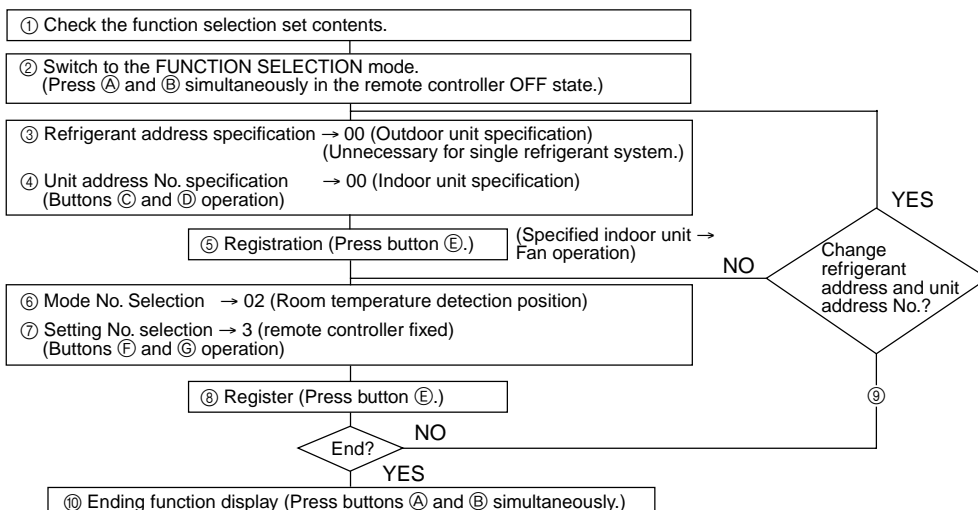 ① Check the function selection set contents.
② Switch to the FUNCTION SELECTION mode.
(Press Ⓐ and Ⓑ simultaneously in the remote controller OFF state.)
③ Refrigerant address specification → 00 (Outdoor unit specification)
(Unnecessary for single refrigerant system.)
④ Unit address No. specification → 00 (Indoor unit specification)
(Buttons Ⓒ and Ⓓ operation)
⑤ Registration (Press button Ⓔ.)
(Specified indoor unit →
Fan operation)
NO
YES
Change
refrigerant
address and unit
address No.?
⑥ Mode No. Selection → 02 (Room temperature detection position)
⑦ Setting No. selection → 3 (remote controller fixed)
(Buttons Ⓕ and Ⓖ operation)
⑧ Register (Press button Ⓔ.)
⑨
End?
NO
YES
⑩ Ending function display (Press buttons Ⓐ and Ⓑ simultaneously.)